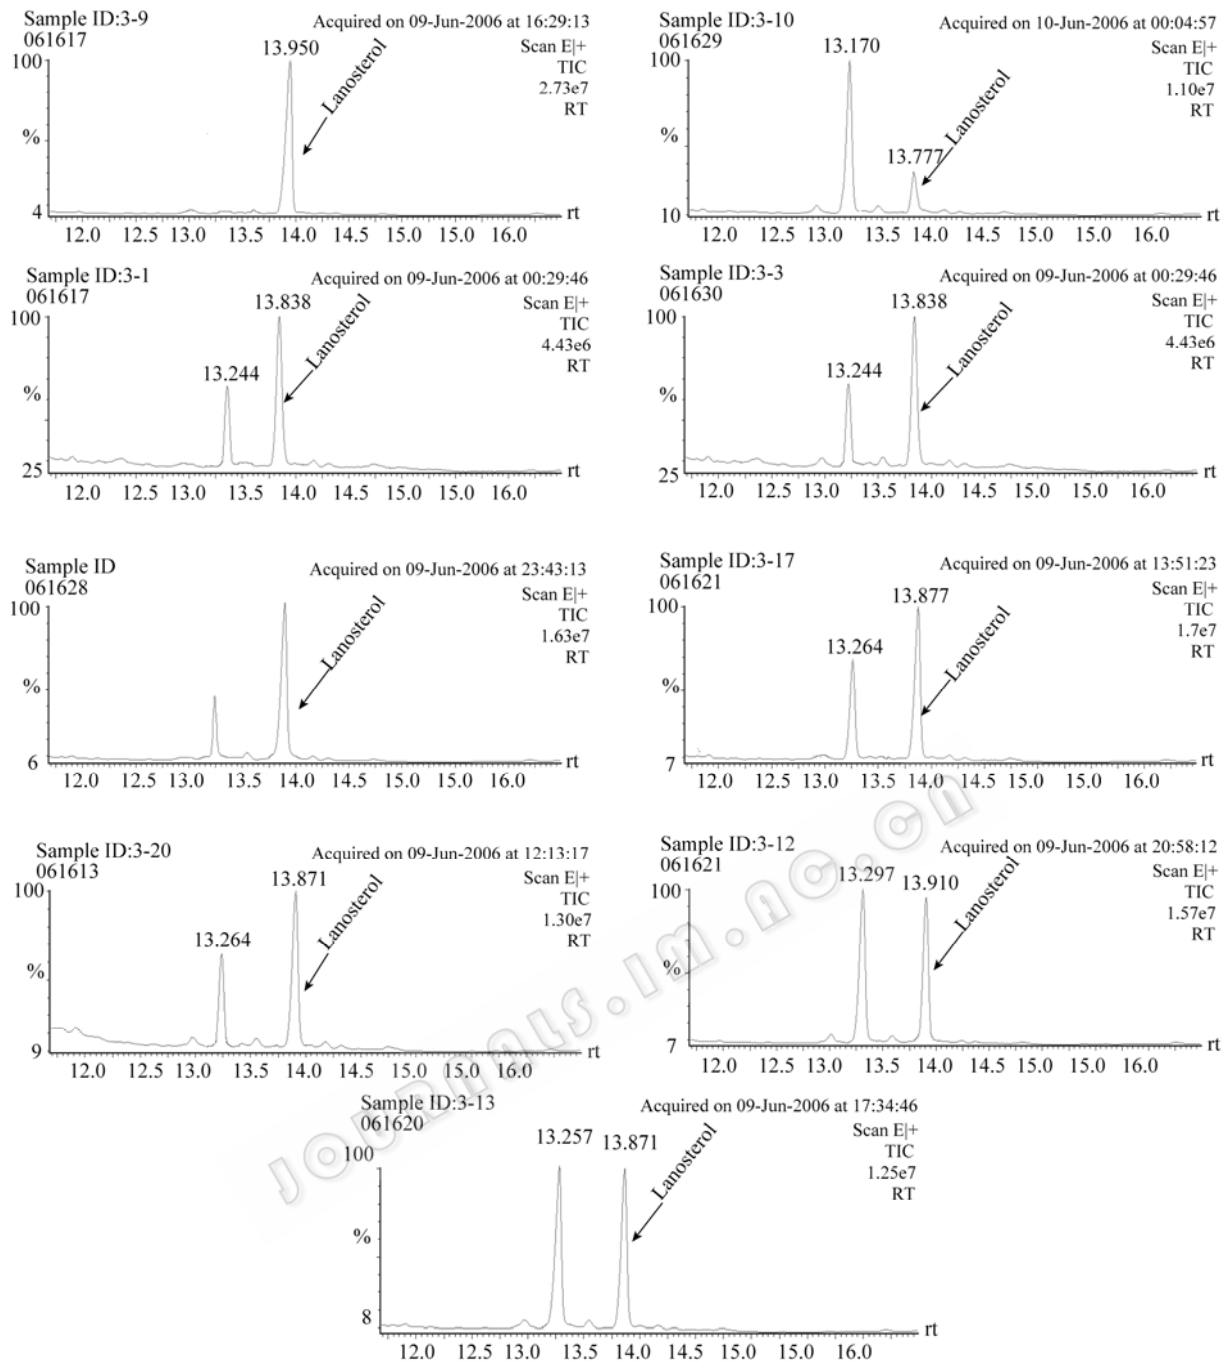 Sample ID:3-9
061617
Acquired on 09-Jun-2006 at 16:29:13
Scan E|+
TIC
2.73e7
RT
13.950
Lanosterol
100
%
4
rt
12.0 12.5 13.0 13.5 14.0 14.5 15.0 15.5 16.0
Sample ID:3-10
061629
Acquired on 10-Jun-2006 at 00:04:57
Scan E|+
TIC
1.10e7
RT
13.170
13.777
Lanosterol
100
%
10
rt
12.0 12.5 13.0 13.5 14.0 14.5 15.0 15.5 16.0
Sample ID:3-1
061617
Acquired on 09-Jun-2006 at 00:29:46
Scan E|+
TIC
4.43e6
RT
13.244
13.838
Lanosterol
100
%
25
rt
12.0 12.5 13.0 13.5 14.0 14.5 15.0 15.5 16.0
Sample ID:3-3
061630
Acquired on 09-Jun-2006 at 00:29:46
Scan E|+
TIC
4.43e6
RT
13.244
13.838
Lanosterol
100
%
25
rt
12.0 12.5 13.0 13.5 14.0 14.5 15.0 15.5 16.0
Sample ID
061628
Acquired on 09-Jun-2006 at 23:43:13
Scan E|+
TIC
1.63e7
RT
Lanosterol
100
%
6
rt
12.0 12.5 13.0 13.5 14.0 14.5 15.0 15.5 16.0
Sample ID:3-17
061621
Acquired on 09-Jun-2006 at 13:51:23
Scan E|+
TIC
1.7e7
RT
13.264
13.877
Lanosterol
100
%
7
rt
12.0 12.5 13.0 13.5 14.0 14.5 15.0 15.5 16.0
Sample ID:3-20
061613
Acquired on 09-Jun-2006 at 12:13:17
Scan E|+
TIC
1.30e7
RT
13.264
13.871
Lanosterol
100
%
9
rt
12.0 12.5 13.0 13.5 14.0 14.5 15.0 15.5 16.0
Sample ID:3-12
061621
Acquired on 09-Jun-2006 at 20:58:12
Scan E|+
TIC
1.57e7
RT
13.297
13.910
Lanosterol
100
%
7
rt
12.0 12.5 13.0 13.5 14.0 14.5 15.0 15.5 16.0
Sample ID:3-13
061620
Acquired on 09-Jun-2006 at 17:34:46
Scan E|+
TIC
1.25e7
RT
13.257
13.871
Lanosterol
100
%
8
rt
12.0 12.5 13.0 13.5 14.0 14.5 15.0 15.5 16.0
JOURNALS.IM.AC.CN